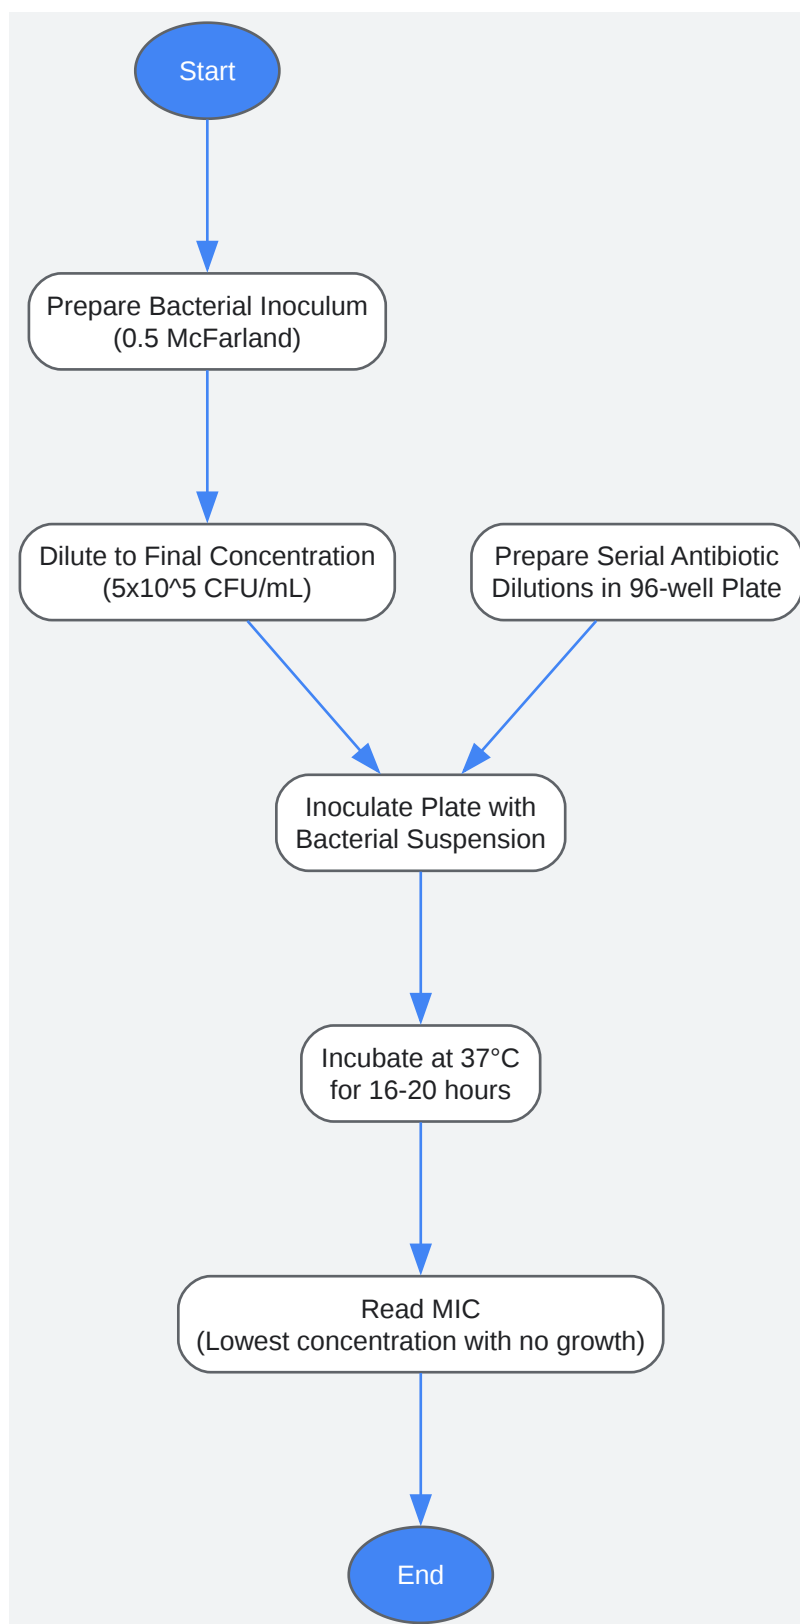 Start
Prepare Bacterial Inoculum
(0.5 McFarland)
Dilute to Final Concentration
(5x10^5 CFU/mL)
Prepare Serial Antibiotic
Dilutions in 96-well Plate
Inoculate Plate with
Bacterial Suspension
Incubate at 37°C
for 16-20 hours
Read MIC
(Lowest concentration with no growth)
End